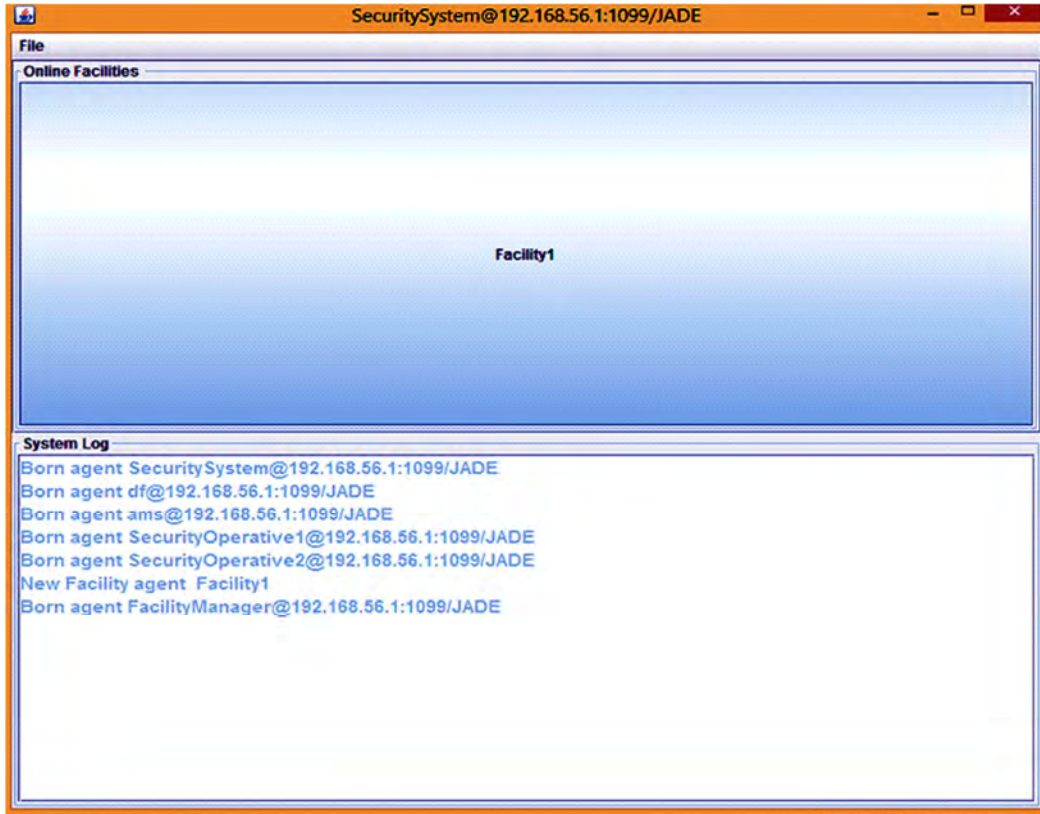 SecuritySystem@192.168.56.1:1099/JADE
File
Online Facilities
Facility1
System Log
Born agent SecuritySystem@192.168.56.1:1099/JADE
Born agent df@192.168.56.1:1099/JADE
Born agent ams@192.168.56.1:1099/JADE
Born agent SecurityOperative1@192.168.56.1:1099/JADE
Born agent SecurityOperative2@192.168.56.1:1099/JADE
New Facility agent  Facility1
Born agent FacilityManager@192.168.56.1:1099/JADE